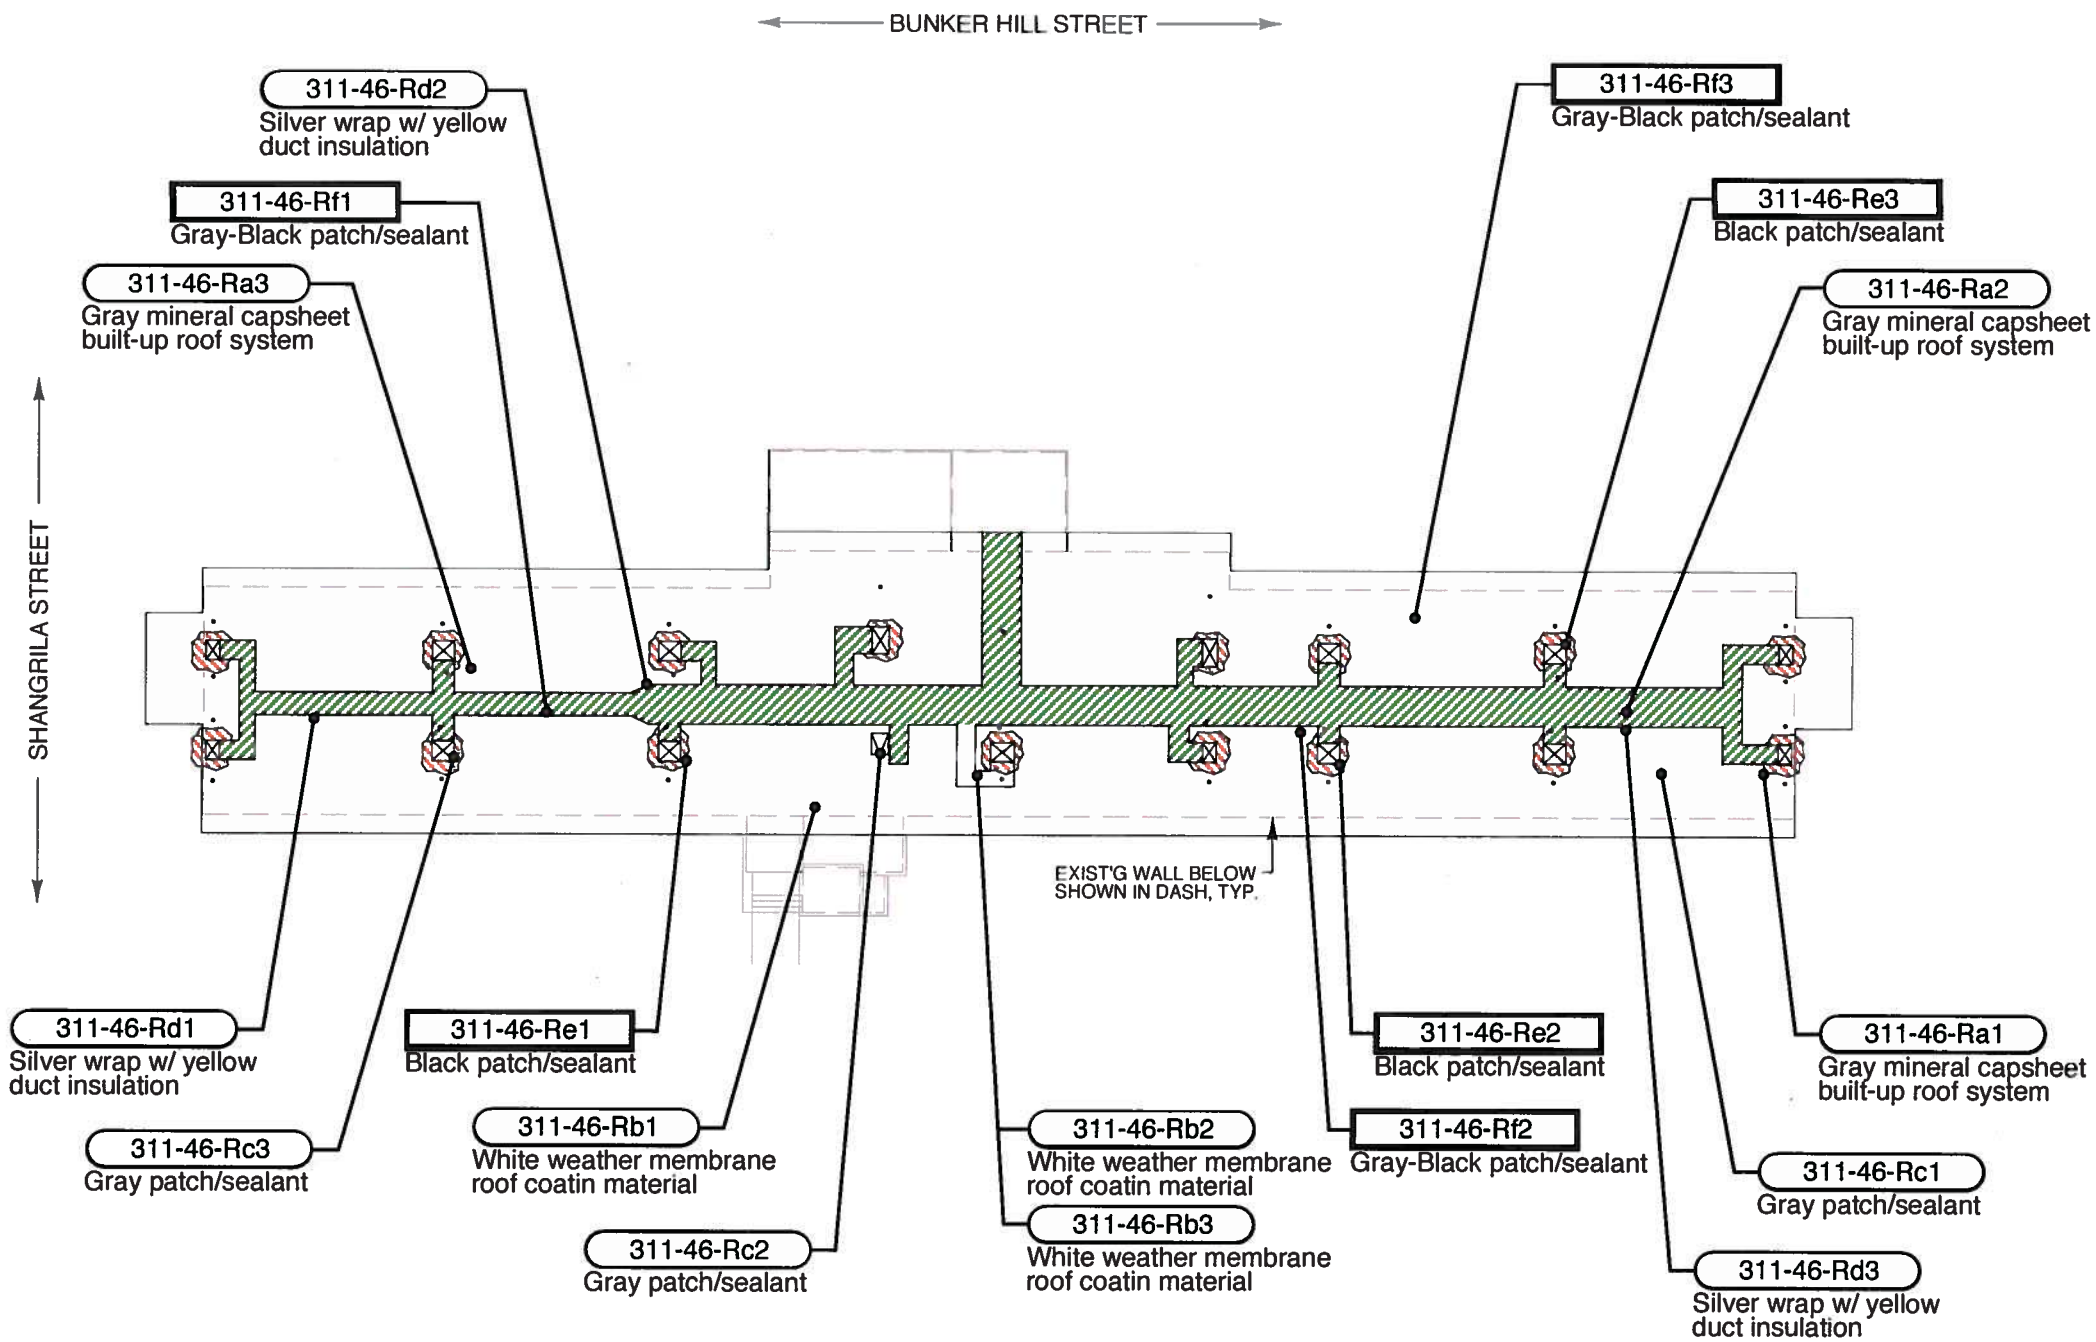 BUNKER HILL STREET
311-46-Rd2
Silver wrap w/ yellow
duct insulation
311-46-Rf3
Gray-Black patch/sealant
311-46-Rf1
Gray-Black patch/sealant
311-46-Re3
Black patch/sealant
311-46-Ra3
Gray mineral capsheet
built-up roof system
311-46-Ra2
Gray mineral capsheet
built-up roof system
SHANGRILA STREET
EXIST'G WALL BELOW
SHOWN IN DASH, TYP.
311-46-Rd1
Silver wrap w/ yellow
duct insulation
311-46-Re1
Black patch/sealant
311-46-Re2
Black patch/sealant
311-46-Ra1
Gray mineral capsheet
built-up roof system
311-46-Rc3
Gray patch/sealant
311-46-Rb1
White weather membrane
roof coatin material
311-46-Rb2
White weather membrane
roof coatin material
311-46-Rf2
Gray-Black patch/sealant
311-46-Rc1
Gray patch/sealant
311-46-Rc2
Gray patch/sealant
311-46-Rb3
White weather membrane
roof coatin material
311-46-Rd3
Silver wrap w/ yellow
duct insulation